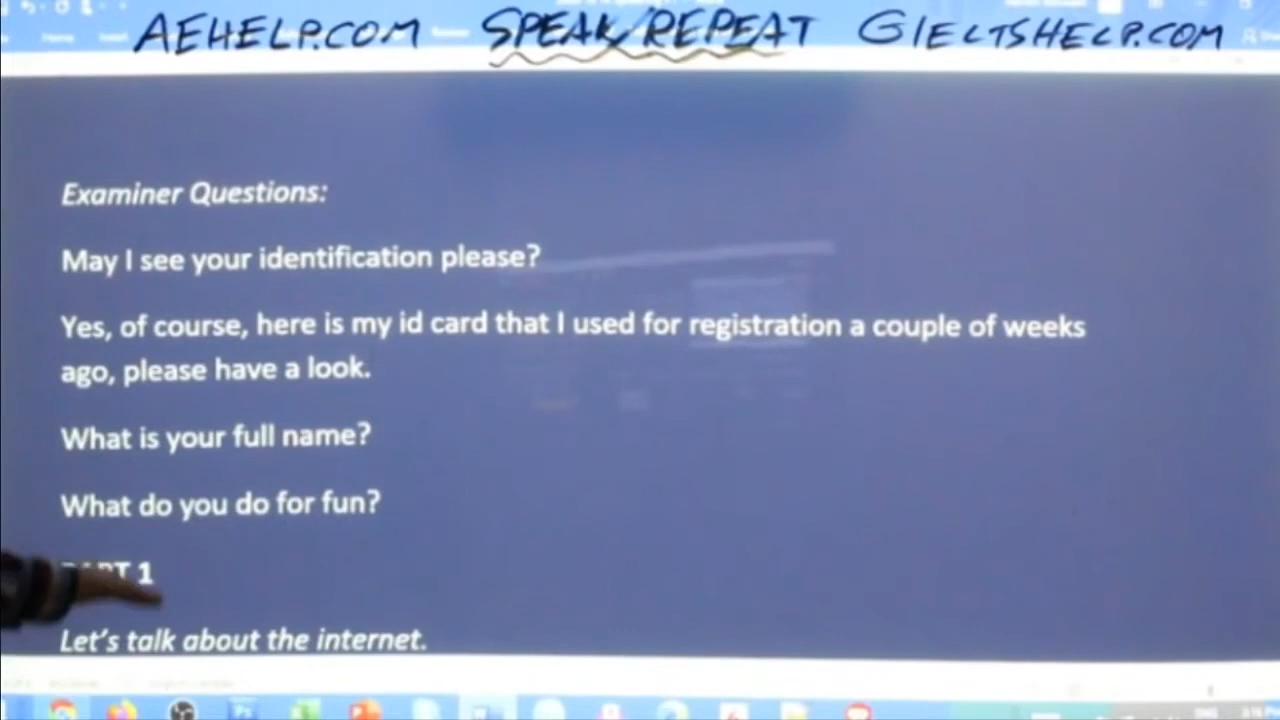 AEHELP.COM SPEAK/REPEAT GIELTSHELP.COM
Examiner Questions:
May I see your identification please?
Yes, of course, here is my id card that I used for registration a couple of weeks
ago, please have a look.
What is your full name?
What do you do for fun?
PART 1
Let's talk about the internet.